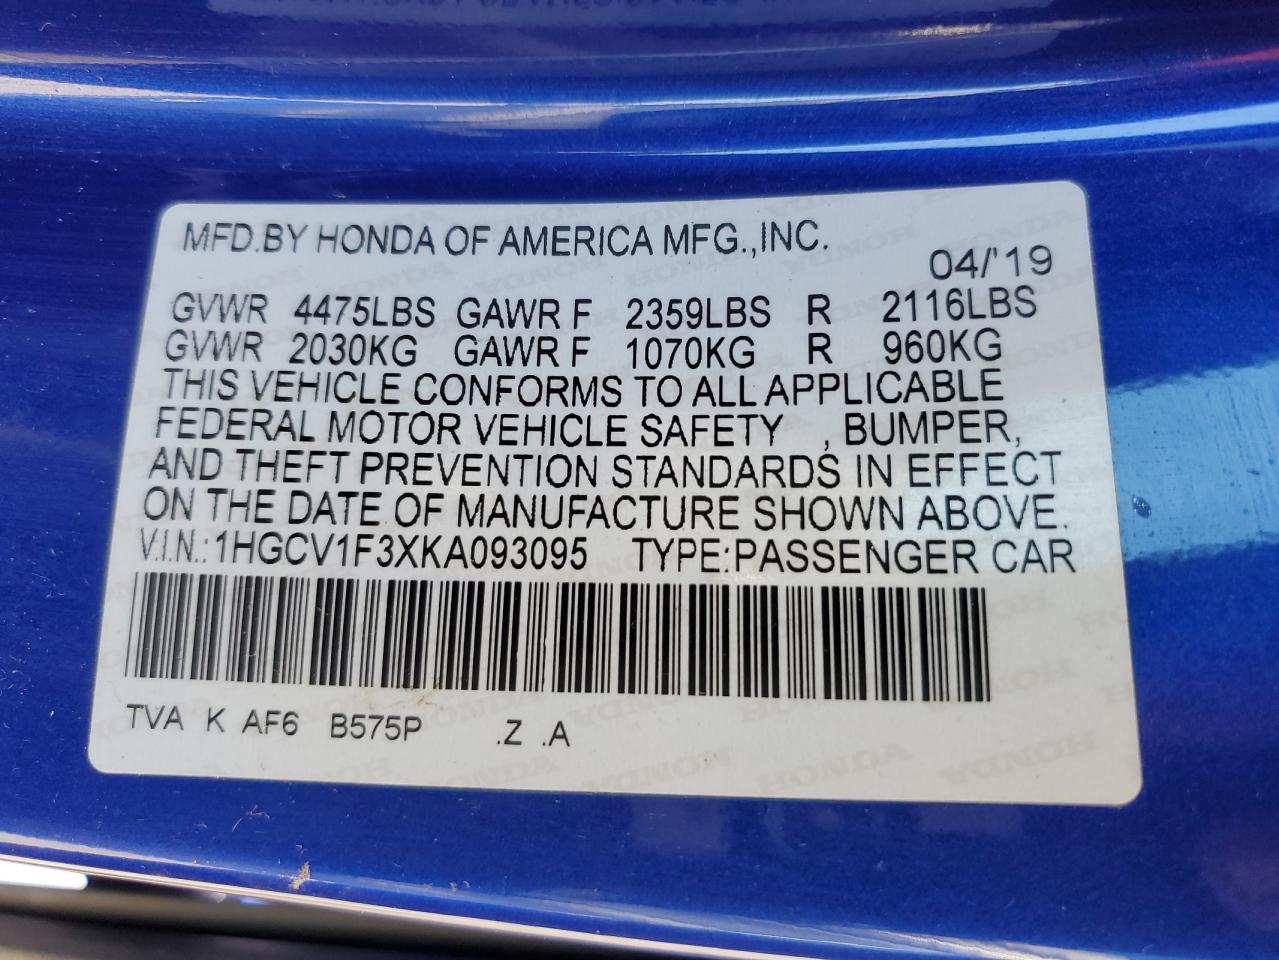 MFD.BY HONDA OF AMERICA MFG.,INC.
04/'19
GVWR 4475LBS GAWR F 2359LBS R 2116LBS
GVWR 2030KG GAWR F 1070KG R 960KG
THIS VEHICLE CONFORMS TO ALL APPLICABLE
FEDERAL MOTOR VEHICLE SAFETY , BUMPER,
AND THEFT PREVENTION STANDARDS IN EFFECT
ON THE DATE OF MANUFACTURE SHOWN ABOVE.
V.I.N.:1HGCV1F3XKA093095 TYPE:PASSENGER CAR
TVA K AF6 B575P .Z .A